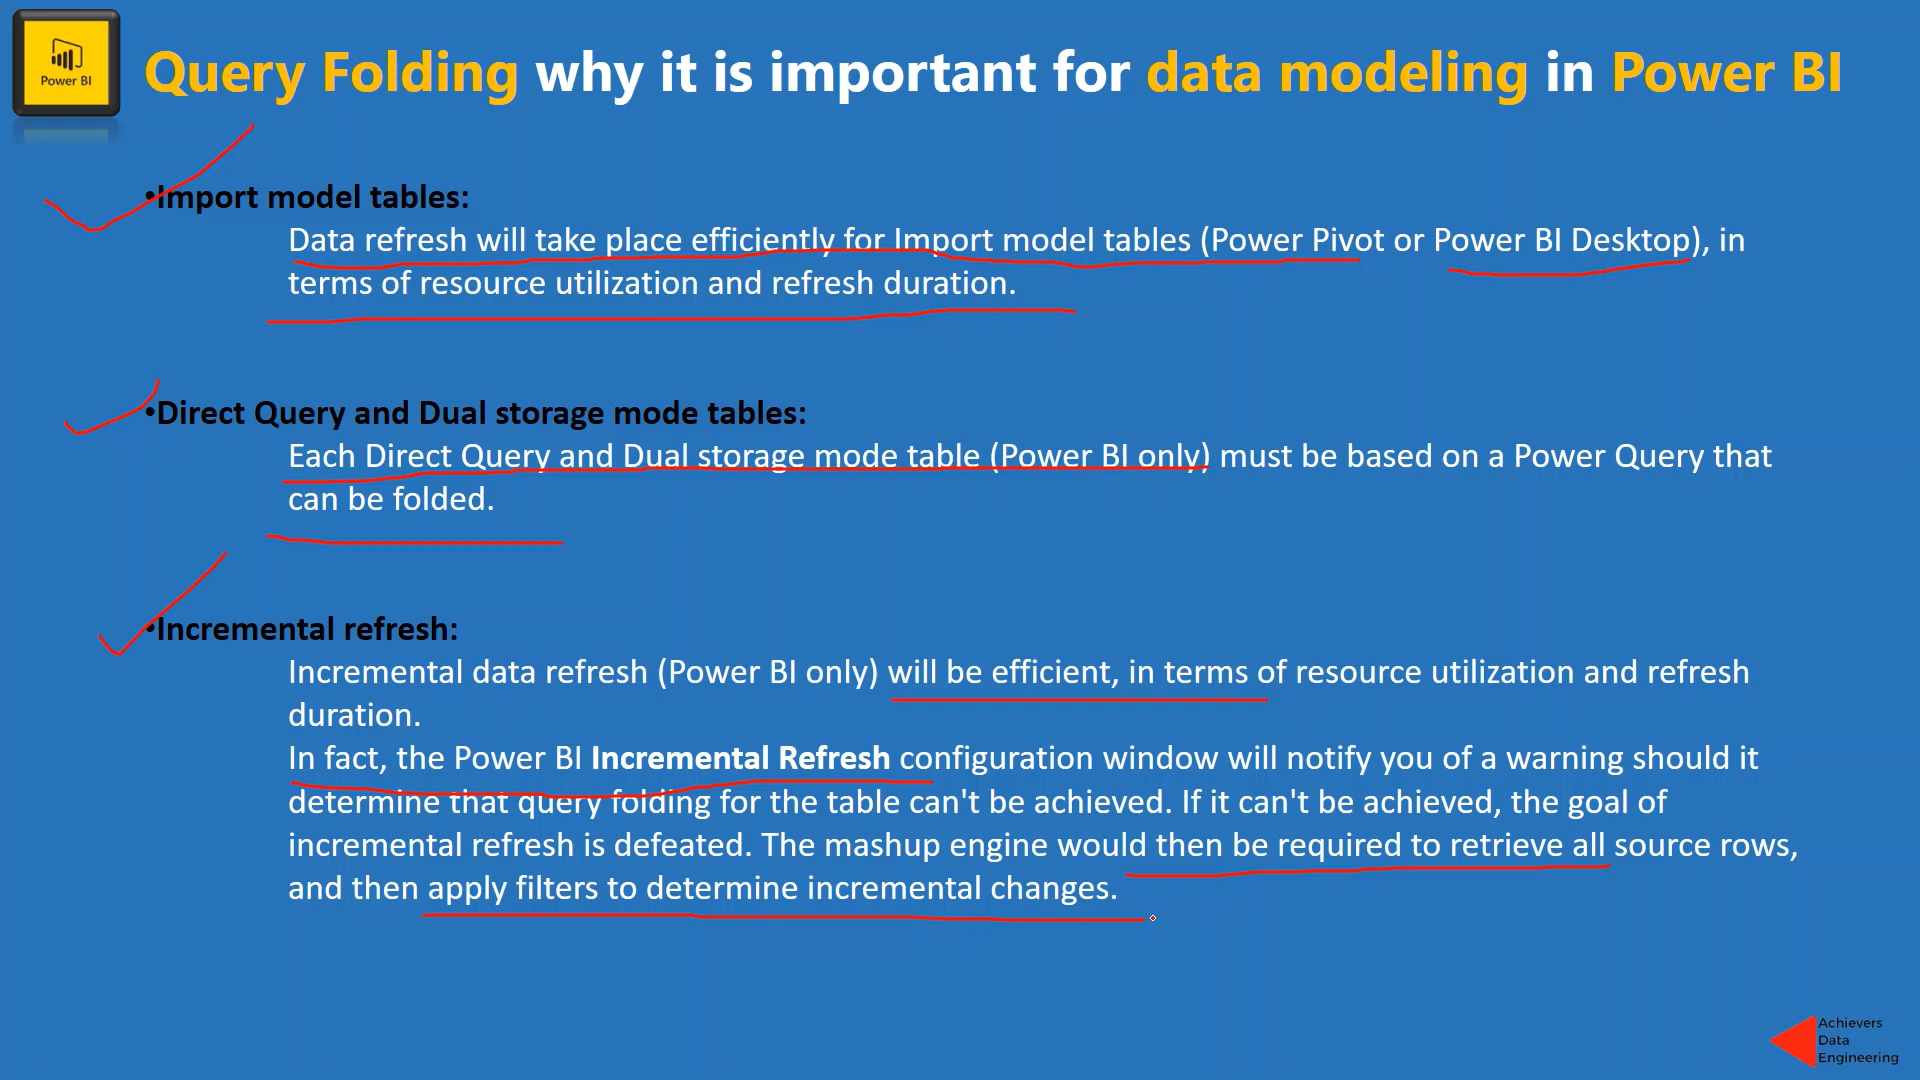 Power BI
Query Folding why it is important for data modeling in Power BI
•Import model tables:
Data refresh will take place efficiently for Import model tables (Power Pivot or Power BI Desktop), in
terms of resource utilization and refresh duration.
•Direct Query and Dual storage mode tables:
Each Direct Query and Dual storage mode table (Power BI only) must be based on a Power Query that
can be folded.
•Incremental refresh:
Incremental data refresh (Power BI only) will be efficient, in terms of resource utilization and refresh
duration.
In fact, the Power BI Incremental Refresh configuration window will notify you of a warning should it
determine that query folding for the table can't be achieved. If it can't be achieved, the goal of
incremental refresh is defeated. The mashup engine would then be required to retrieve all source rows,
and then apply filters to determine incremental changes.
Achievers
Data
Engineering